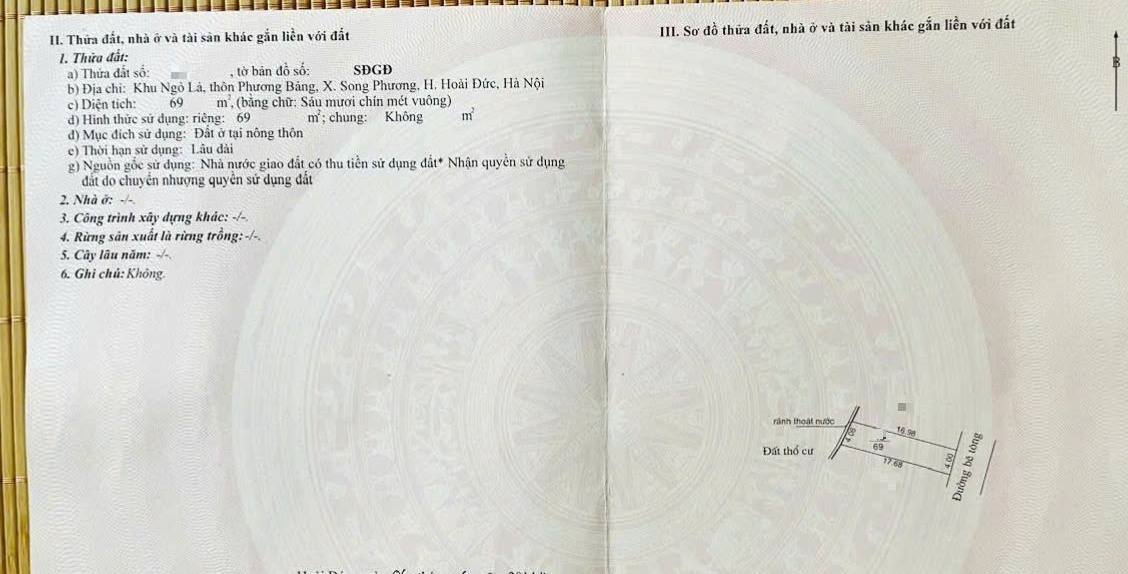 II. Thửa đất, nhà ở và tài sản khác gắn liền với đất
1. Thửa đất:
a) Thửa đất số: , tờ bản đồ số: SĐGĐ
b) Địa chỉ: Khu Ngõ Lả, thôn Phương Bảng, X. Song Phương, H. Hoài Đức, Hà Nội
c) Diện tích: 69 m², (bằng chữ: Sáu mươi chín mét vuông)
d) Hình thức sử dụng: riêng: 69 m²; chung: Không m²
đ) Mục đích sử dụng: Đất ở tại nông thôn
e) Thời hạn sử dụng: Lâu dài
g) Nguồn gốc sử dụng: Nhà nước giao đất có thu tiền sử dụng đất* Nhận quyền sử dụng
đất do chuyển nhượng quyền sử dụng đất
2. Nhà ở: -/-.
3. Công trình xây dựng khác: -/-.
4. Rừng sản xuất là rừng trồng: -/-.
5. Cây lâu năm: -/-.
6. Ghi chú: Không.
III. Sơ đồ thửa đất, nhà ở và tài sản khác gắn liền với đất
B
rãnh thoát nước
Đất thổ cư
4.08
16.98
69
17.68
4.00
Đường bê tông